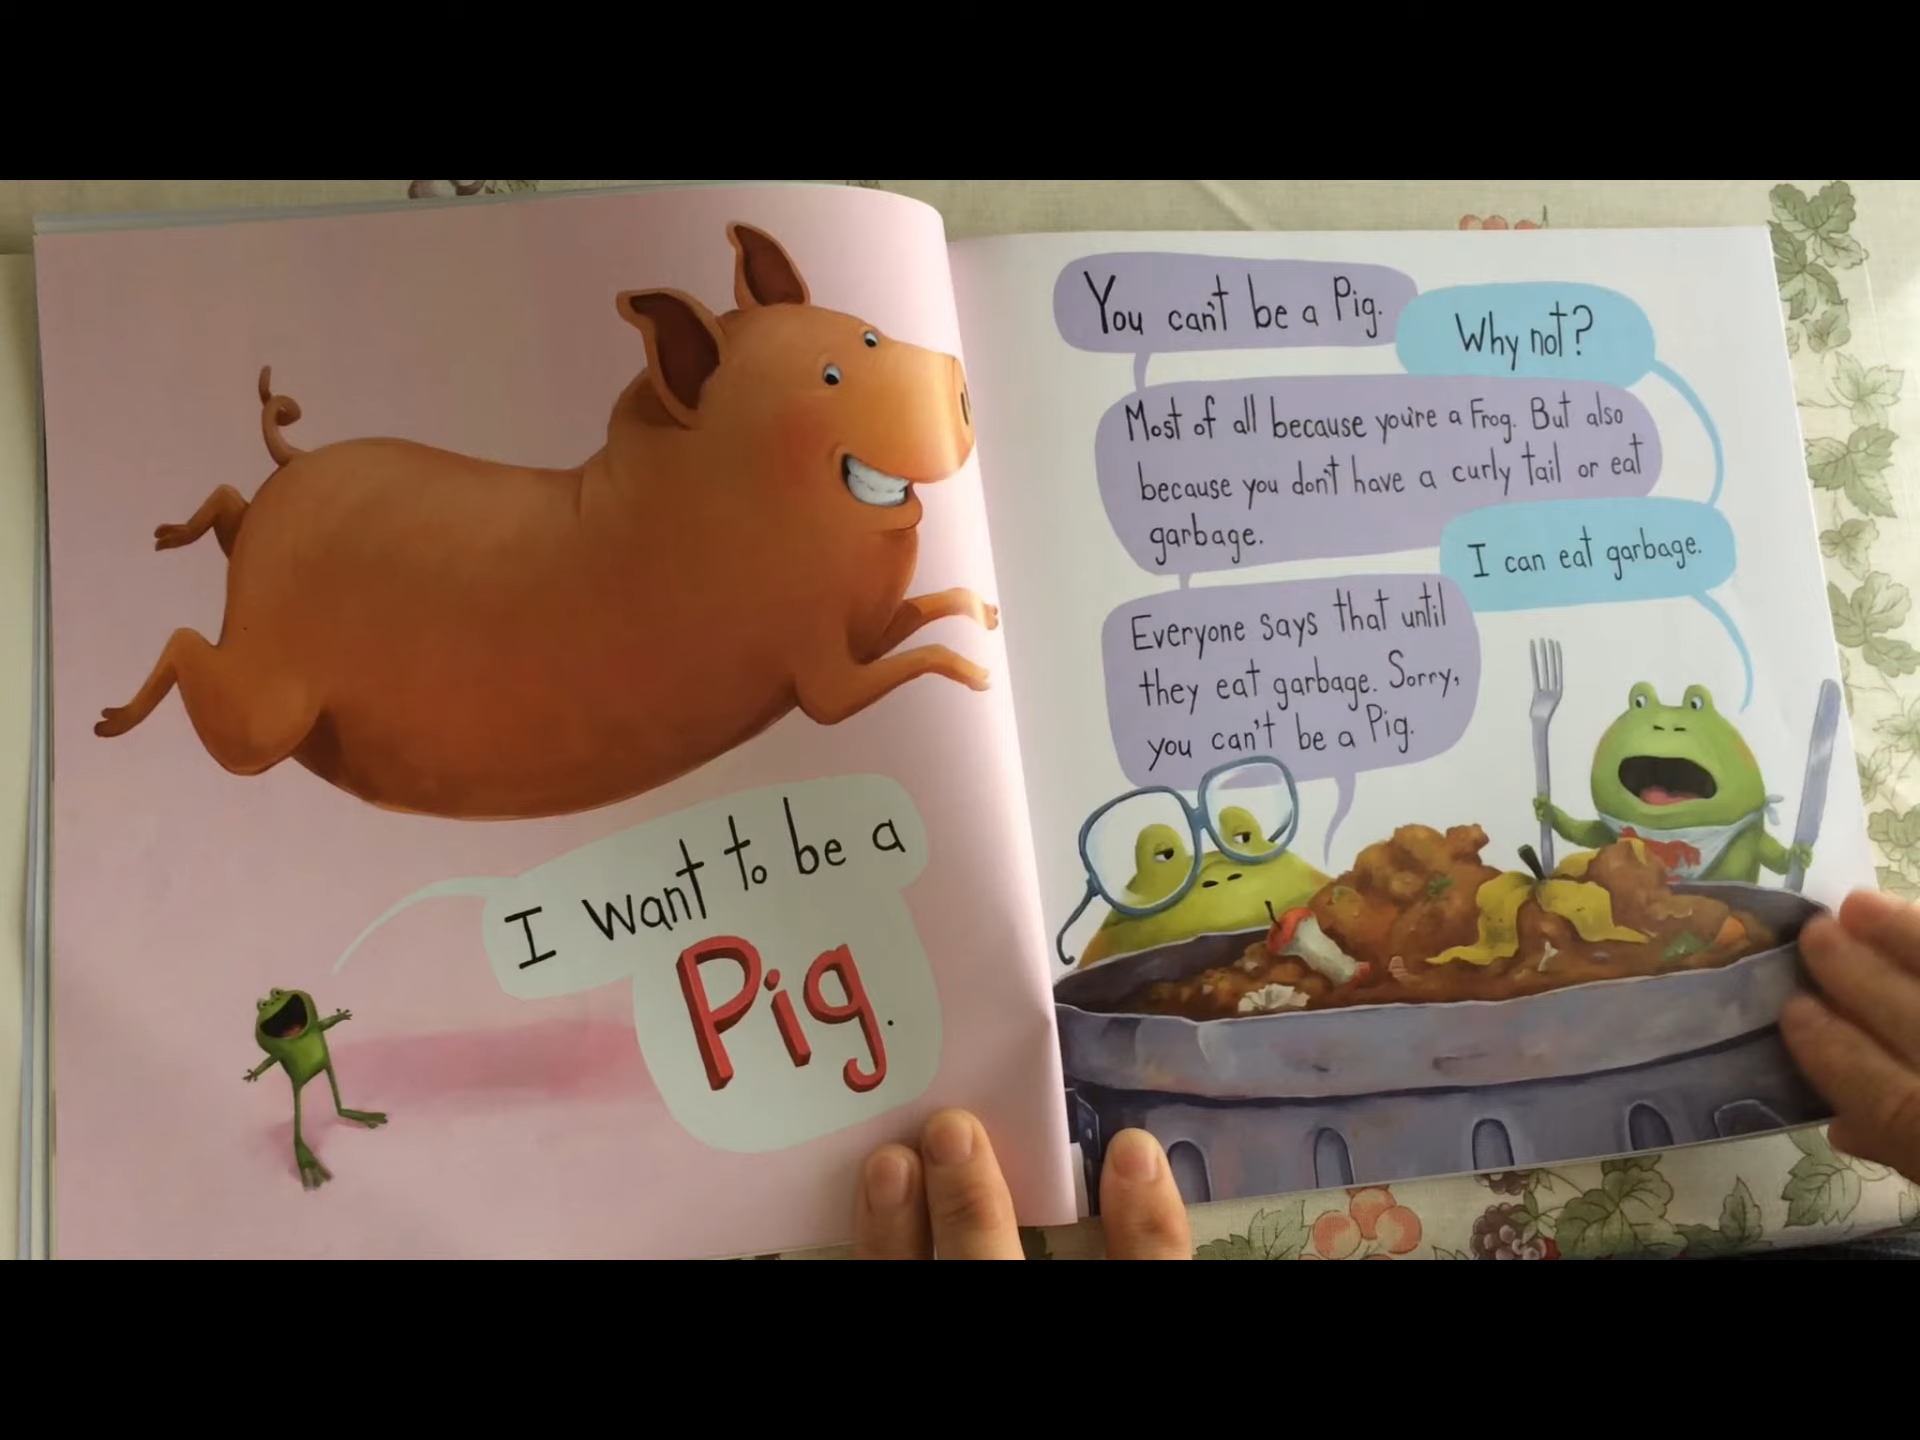 I want to be a
Pig.
You can't be a Pig.
Why not?
Most of all because you're a Frog. But also
because you don't have a curly tail or eat
garbage.
I can eat garbage.
Everyone says that until
they eat garbage. Sorry,
you can't be a Pig.